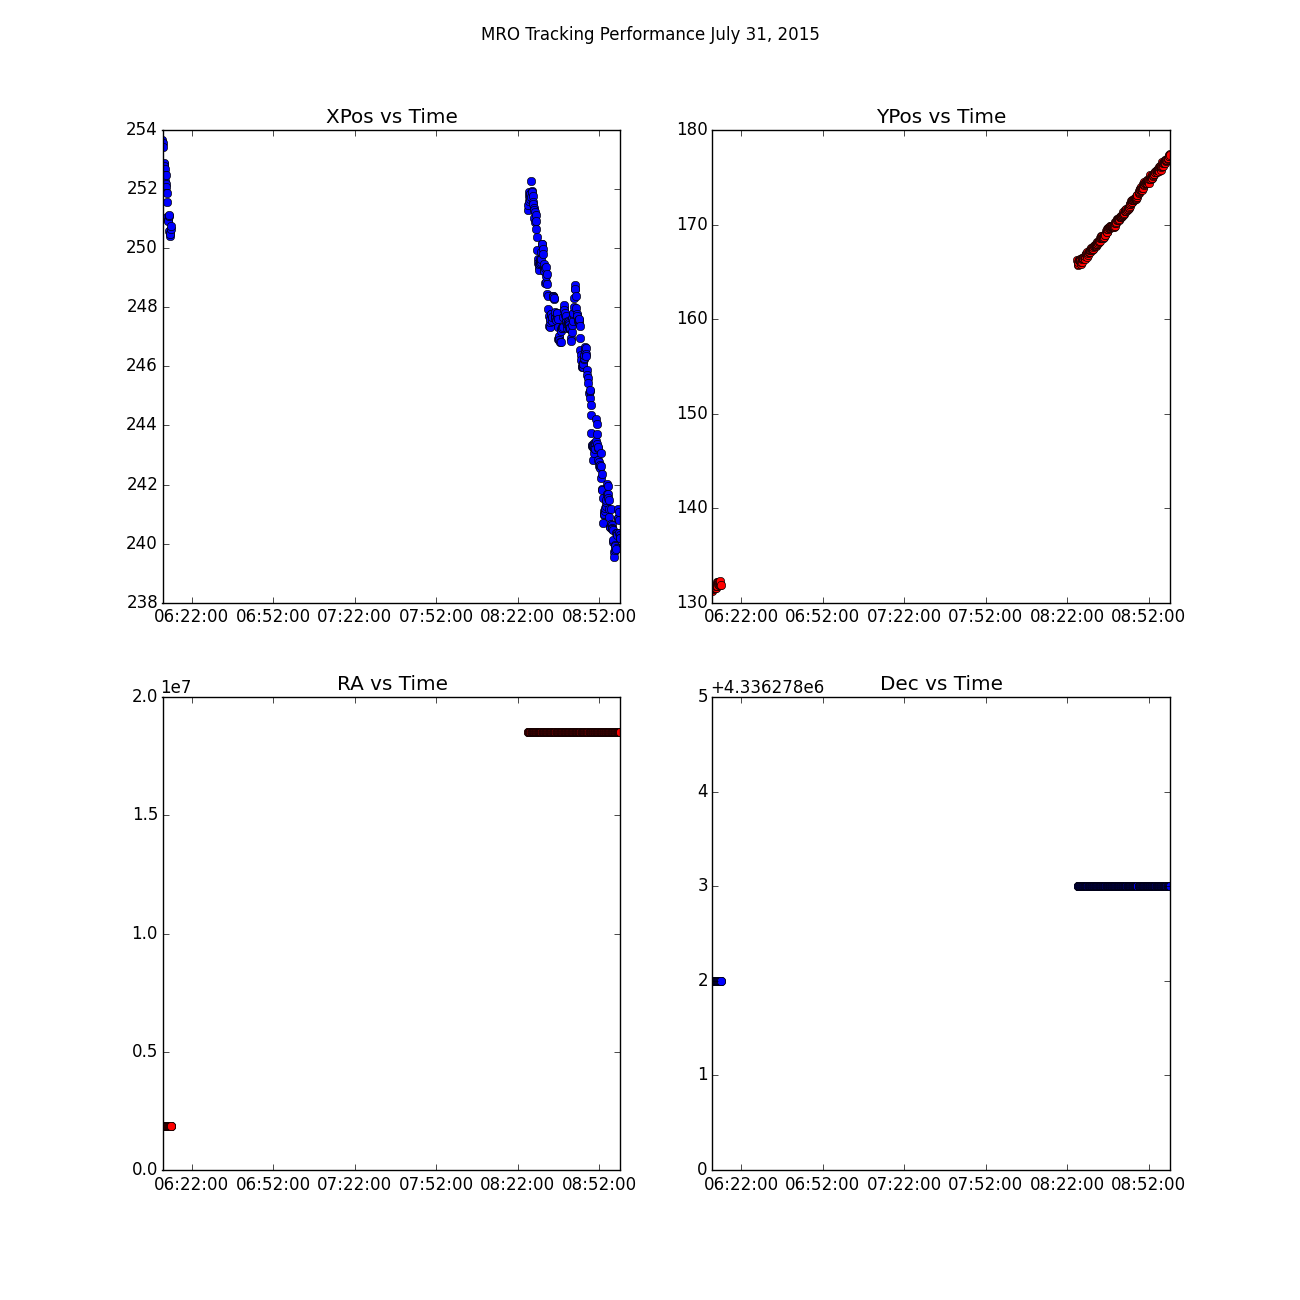 MRO Tracking Performance July 31, 2015
XPos vs Time
254
252
250
248
246
244
242
240
238
06:22:00 06:52:00 07:22:00 07:52:00 08:22:00 08:52:00
YPos vs Time
180
170
160
150
140
130
06:22:00 06:52:00 07:22:00 07:52:00 08:22:00 08:52:00
RA vs Time
1e7
2.0
1.5
1.0
0.5
0.0
06:22:00 06:52:00 07:22:00 07:52:00 08:22:00 08:52:00
Dec vs Time
+4.336278e6
5
4
3
2
1
0
06:22:00 06:52:00 07:22:00 07:52:00 08:22:00 08:52:00